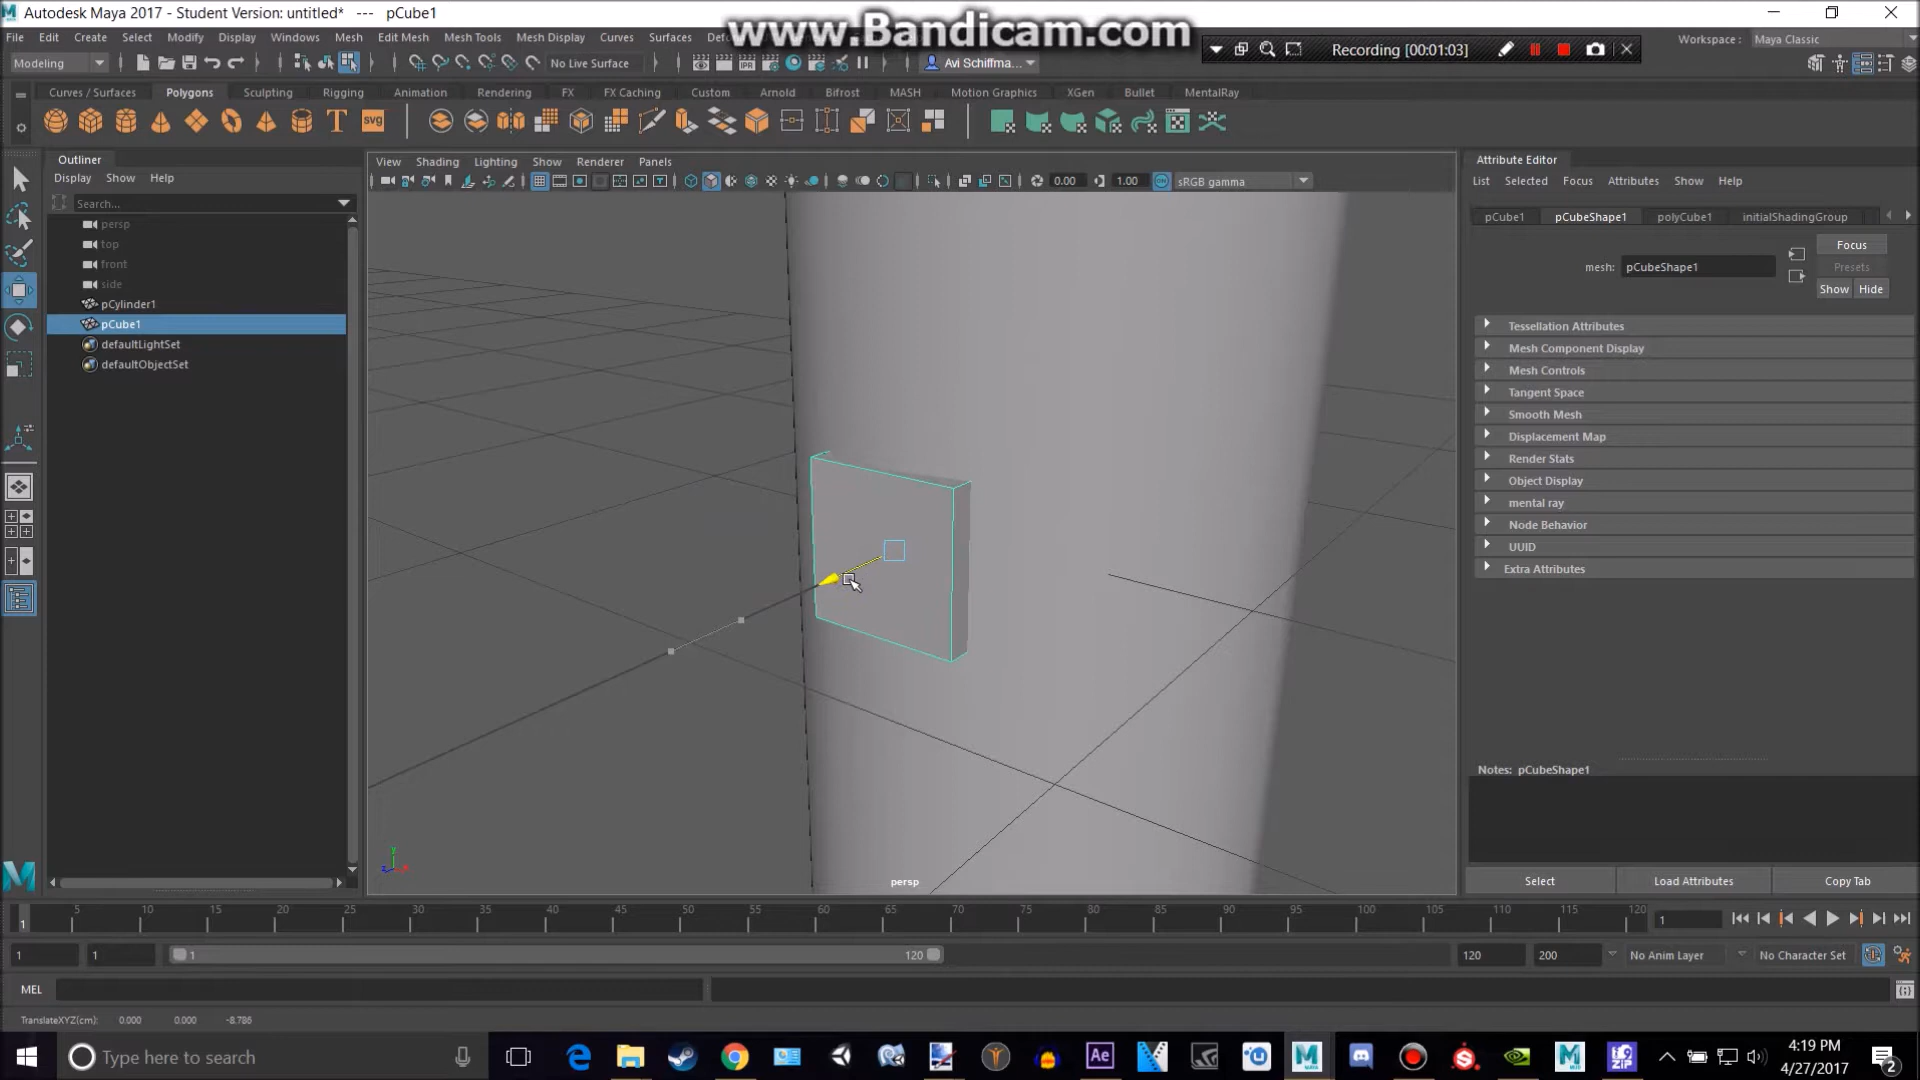 Autodesk Maya 2017 - Student Version: untitled*   ---   pCube1
www.Bandicam.com
Recording [00:01:03]
File Edit Create Select Modify Display Windows Mesh Edit Mesh Mesh Tools Mesh Display Curves Surfaces
Workspace : Maya Classic
Modeling
No Live Surface
Avi Schiffma...
Curves / Surfaces Polygons Sculpting Rigging Animation Rendering FX FX Caching Custom Arnold Bifrost MASH Motion Graphics XGen Bullet MentalRay
T svg
Outliner
Display Show Help
Search...
persp
top
front
side
pCylinder1
pCube1
defaultLightSet
defaultObjectSet
View Shading Lighting Show Renderer Panels
0.00 1.00 sRGB gamma
y
persp
Attribute Editor
List Selected Focus Attributes Show Help
pCube1 pCubeShape1 polyCube1 initialShadingGroup
Focus
mesh: pCubeShape1
Presets
Show Hide
Tessellation Attributes
Mesh Component Display
Mesh Controls
Tangent Space
Smooth Mesh
Displacement Map
Render Stats
Object Display
mental ray
Node Behavior
UUID
Extra Attributes
Notes: pCubeShape1
Select Load Attributes Copy Tab
1 5 10 15 20 25 30 35 40 45 50 55 60 65 70 75 80 85 90 95 100 105 110 115 120 1
1 1 1 120 120 200 No Anim Layer No Character Set
MEL
TranslateXYZ(cm): 0.000 0.000 -8.786
Type here to search
4:19 PM
4/27/2017
2